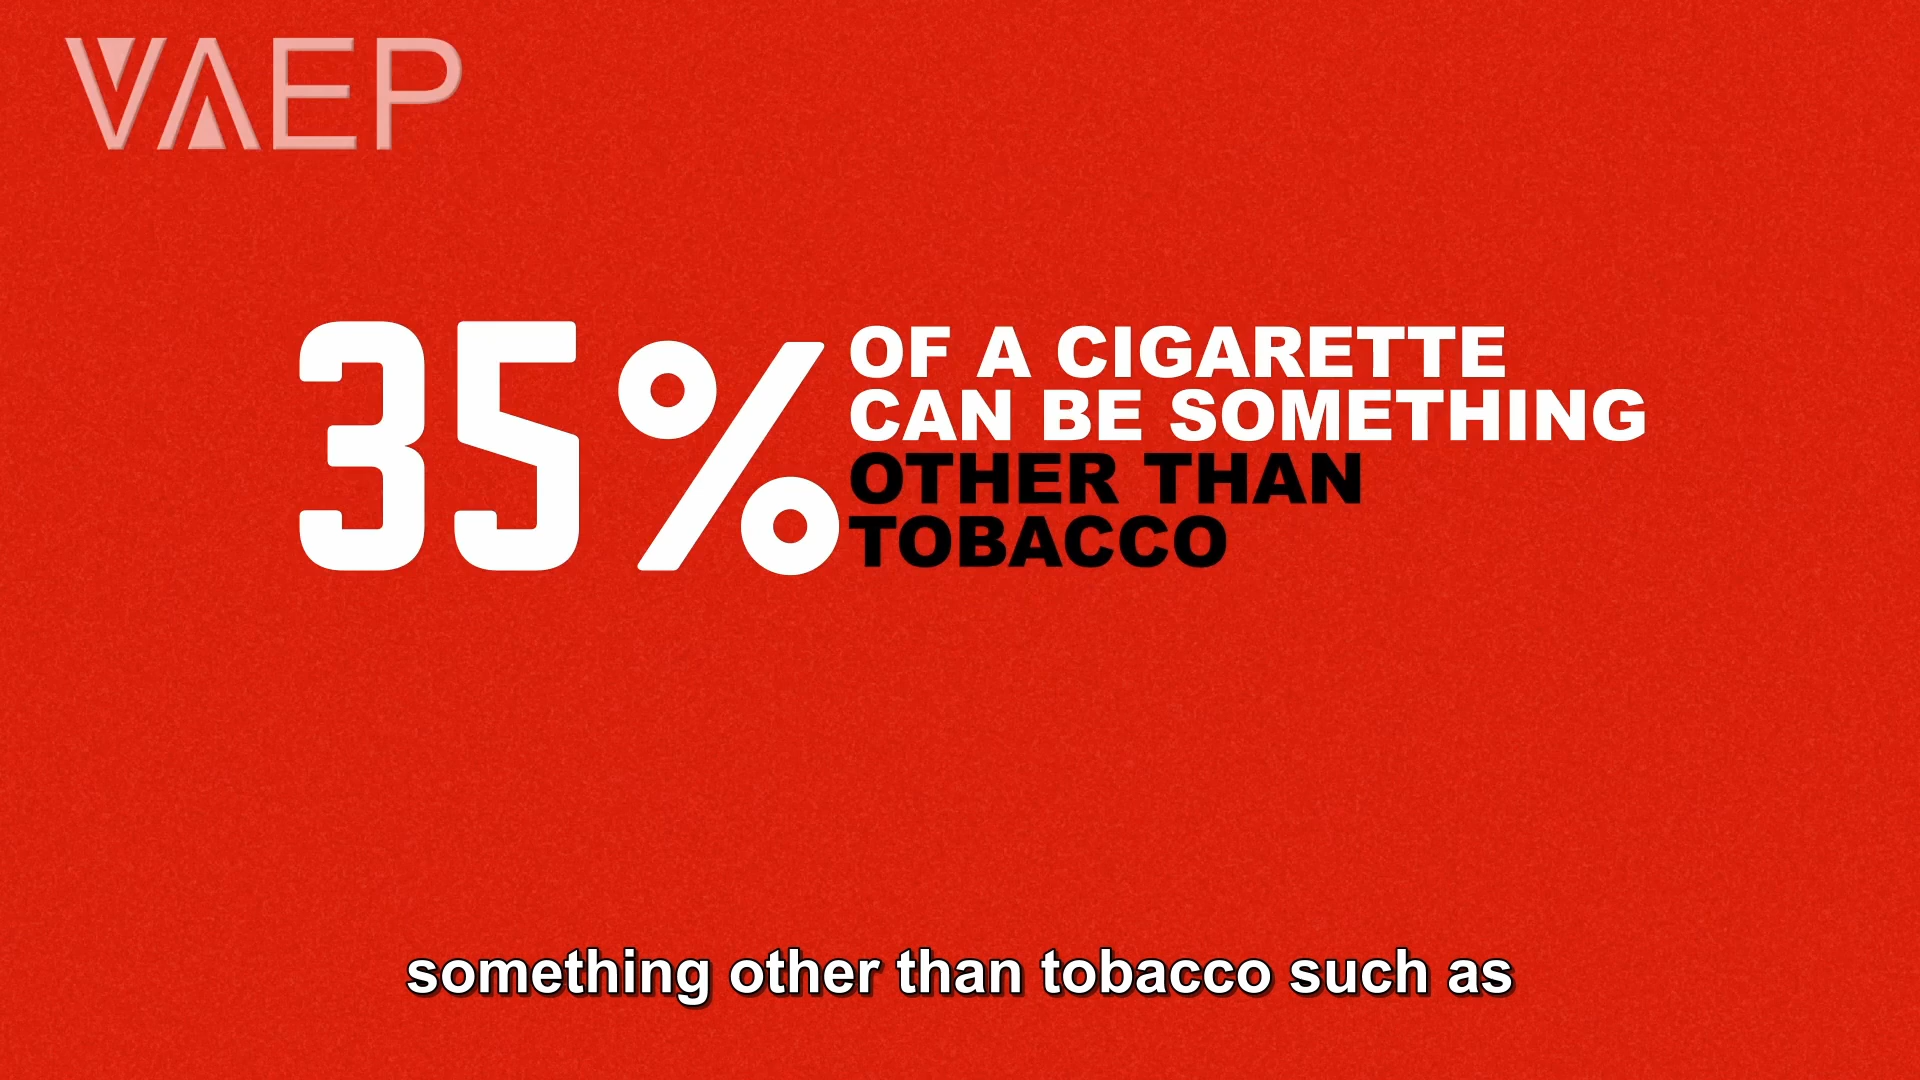 VAEP
35%
OF A CIGARETTE
CAN BE SOMETHING
OTHER THAN
TOBACCO
something other than tobacco such as